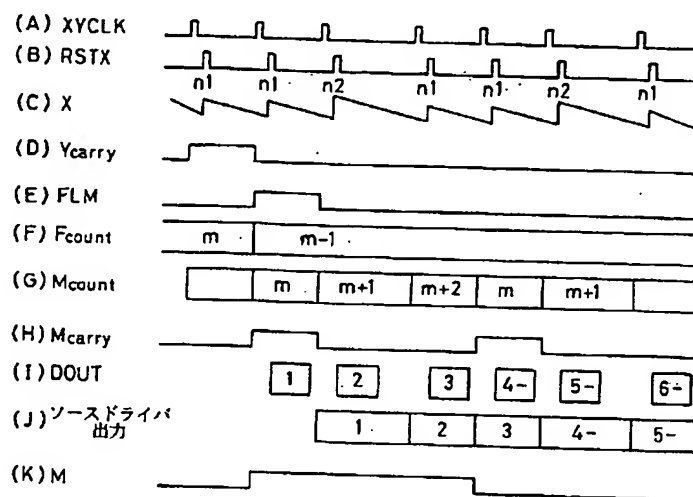 (A) XYCLK
(B) RSTX
n1 n1 n2 n1 n1 n2 n1
(C) X
(D) Ycarry
(E) FLM
(F) Fcount m m-1
(G) Mcount m m+1 m+2 m m+1
(H) Mcarry
(I) DOUT 1 2 3 4- 5- 6-
(J) ソースドライバ
出力 1 2 3 4- 5-
(K) M